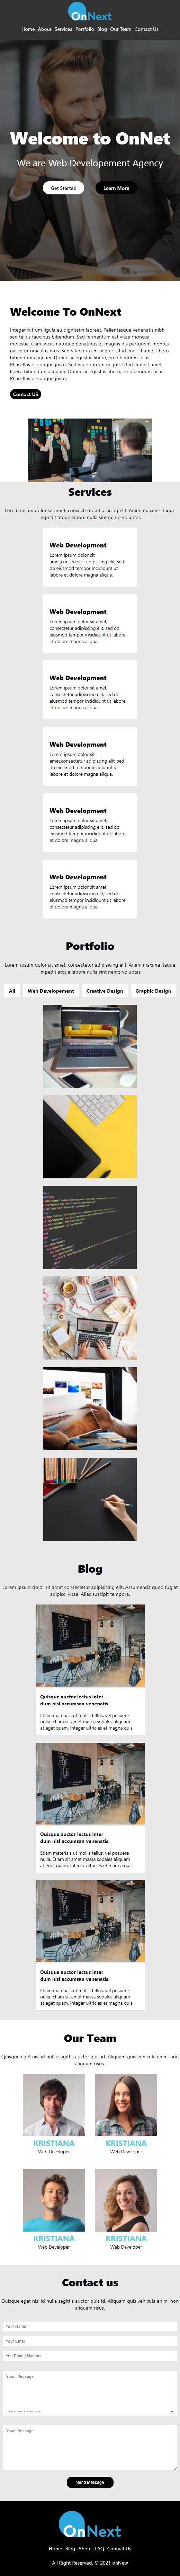 OnNext
Home About Services Portfolio Blog Our Team Contact Us
Welcome to OnNet
We are Web Developement Agency
Get Started
Learn More
Welcome To OnNext
Integer rutrum ligula eu dignissim laoreet. Pellentesque venenatis nibh
sed tellus faucibus bibendum. Sed fermentum est vitae rhoncus
molestie. Cum sociis natoque penatibus et magnis dis parturient montes,
nascetur ridiculus mus. Sed vitae rutrum neque. Ut id erat sit amet libero
bibendum aliquam. Donec ac egestas libero, eu bibendum risus.
Phasellus et congue justo. Sed vitae rutrum neque. Ut id erat sit amet
libero bibendum aliquam. Donec ac egestas libero, eu bibendum risus.
Phasellus et congue justo.
Contact US
Services
Lorem ipsum dolor sit amet, consectetur adipisicing elit. Animi maxime itaque
impedit atque labore nulla sint nemo voluptas
Web Development
Lorem ipsum dolor sit
amet,consectetur adipiscing elit, sed
do eiusmod tempor incididunt ut
labore et dolore magna aliqua.
Web Development
Lorem ipsum dolor sit amet,
consectetur adipiscing elit, sed do
eiusmod tempor incididunt ut labore
et dolore magna aliqua.
Web Development
Lorem ipsum dolor sit amet,
consectetur adipiscing elit, sed do
eiusmod tempor incididunt ut labore
et dolore magna aliqua.
Web Development
Lorem ipsum dolor sit
amet,consectetur adipiscing elit, sed
do eiusmod tempor incididunt ut
labore et dolore magna aliqua.
Web Development
Lorem ipsum dolor sit amet,
consectetur adipiscing elit, sed do
eiusmod tempor incididunt ut labore
et dolore magna aliqua.
Web Development
Lorem ipsum dolor sit amet,
consectetur adipiscing elit, sed do
eiusmod tempor incididunt ut labore
et dolore magna aliqua.
Portfolio
Lorem ipsum dolor sit amet, consectetur adipisicing elit. Animi maxime itaque
impedit atque labore nulla sint nemo voluptas
All
Web Developement
Creative Design
Graphic Design
Blog
Lorem ipsum dolor sit amet consectetur adipisicing elit. Assumenda quod fugiat
adipisci vitae. Alias suscipit tempora.
Quisque auctor lectus inter
dum nisl accumsan venenatis.
Etiam materials ut mollis tellus, vel posuere
nulla. Etiam sit amet massa sodales aliquam
at eget quam. Integer ultricies et magna quis
Quisque auctor lectus inter
dum nisl accumsan venenatis.
Etiam materials ut mollis tellus, vel posuere
nulla. Etiam sit amet massa sodales aliquam
at eget quam. Integer ultricies et magna quis
Quisque auctor lectus inter
dum nisl accumsan venenatis.
Etiam materials ut mollis tellus, vel posuere
nulla. Etiam sit amet massa sodales aliquam
at eget quam. Integer ultricies et magna quis
Our Team
Quisque eget nisl id nulla sagittis auctor quis id. Aliquam quis vehicula enim, non
aliquam risus.
KRISTIANA
Web Developer
KRISTIANA
Web Developer
KRISTIANA
Web Developer
KRISTIANA
Web Developer
Contact us
Quisque eget nisl id nulla sagittis auctor quis id. Aliquam quis vehicula enim, non
aliquam risus.
Your Name
Your Email
You Phone Number
Your Message
Your Message
Send Message
OnNext
Home Blog About FAQ Contact Us
All Right Reserved. © 2021 onNew